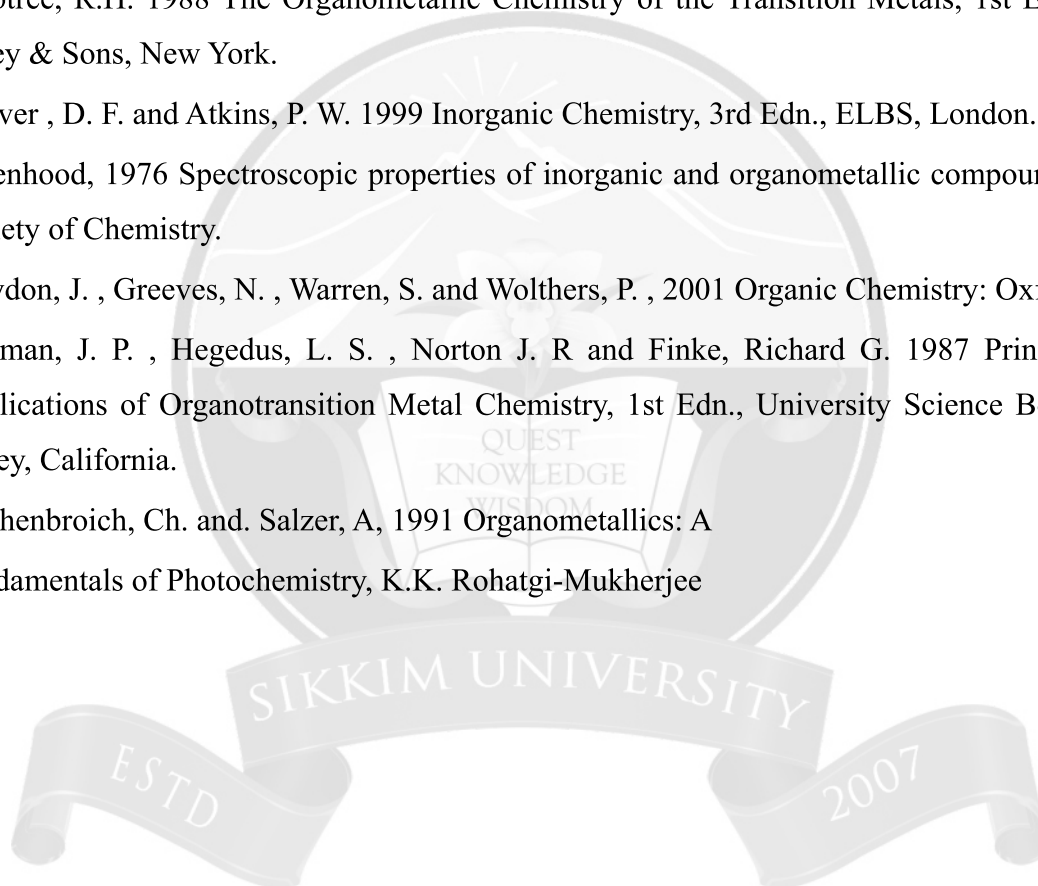 R.H. 1988 The Organometallic Chemistry of the Transition Metals, 1st
ey & Sons, New York.
ver , D. F. and Atkins, P. W. 1999 Inorganic Chemistry, 3rd Edn., ELBS, London.
enhood, 1976 Spectroscopic properties of inorganic and organometallic compou
iety of Chemistry.
ydon, J. , Greeves, N. , Warren, S. and Wolthers, P. , 2001 Organic Chemistry: Ox
man, J. P. , Hegedus, L. S. , Norton J. R and Finke, Richard G. 1987 Prin
lications of Organotransition Metal Chemistry, 1st Edn., University Science B
ey, California.
henbroich, Ch. and. Salzer, A, 1991 Organometallics: A
damentals of Photochemistry, K.K. Rohatgi-Mukherjee
QUEST
KNOWLEDGE
WISDOM
SIKKIM UNIVERSITY
ESTD
2007